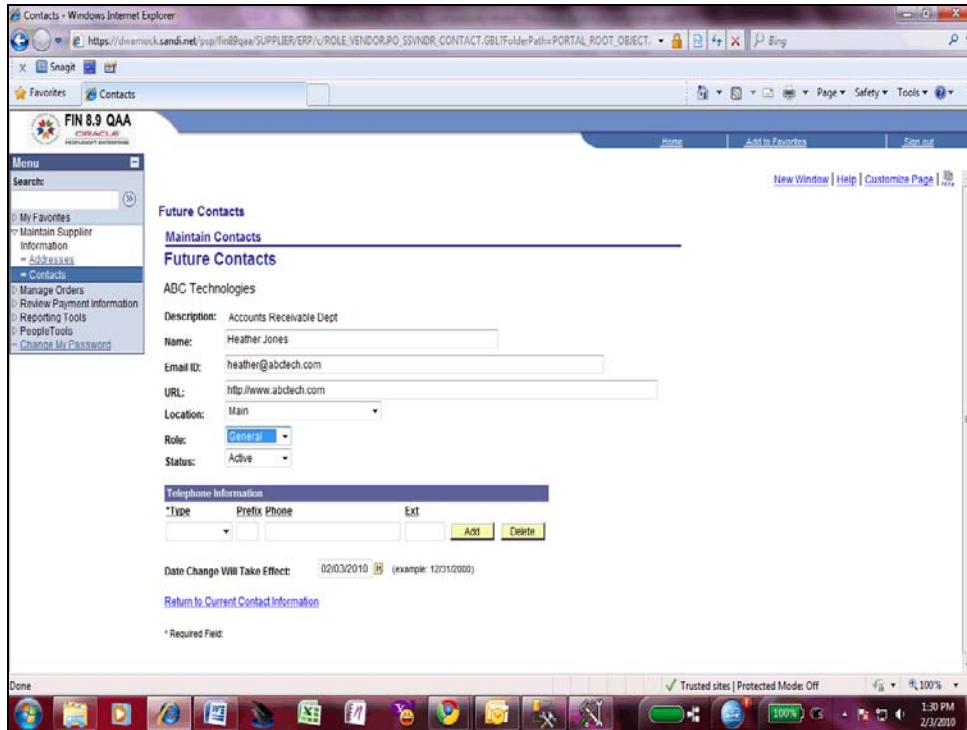 Contacts - Windows Internet Explorer
https://dwamock.sandi.net/psp/fin89qaa/SUPPLIER/ERP/c/ROLE_VENDOR.PO_SSVNDR_CONTACT.GBL?FolderPath=PORTAL_ROOT_OBJECT. Bing
x Snagit
Favorites Contacts Page Safety Tools
FIN 8.9 QAA
ORACLE
PEOPLESOFT ENTERPRISE
Home Add to Favorites Sign out
Menu
Search:
New Window | Help | Customize Page |
My Favorites
Maintain Supplier
Information
Addresses
Contacts
Manage Orders
Review Payment Information
Reporting Tools
PeopleTools
Change My Password
Future Contacts
Maintain Contacts
Future Contacts
ABC Technologies
Description: Accounts Receivable Dept
Name: Heather Jones
Email ID: heather@abctech.com
URL: http://www.abctech.com
Location: Main
Role: General
Status: Active
Telephone Information
*Type Prefix Phone Ext
Add Delete
Date Change Will Take Effect: 02/03/2010 (example: 12/31/2000)
Return to Current Contact Information
* Required Field:
Done Trusted sites | Protected Mode: Off 100%
100% 1:30 PM
2/3/2010